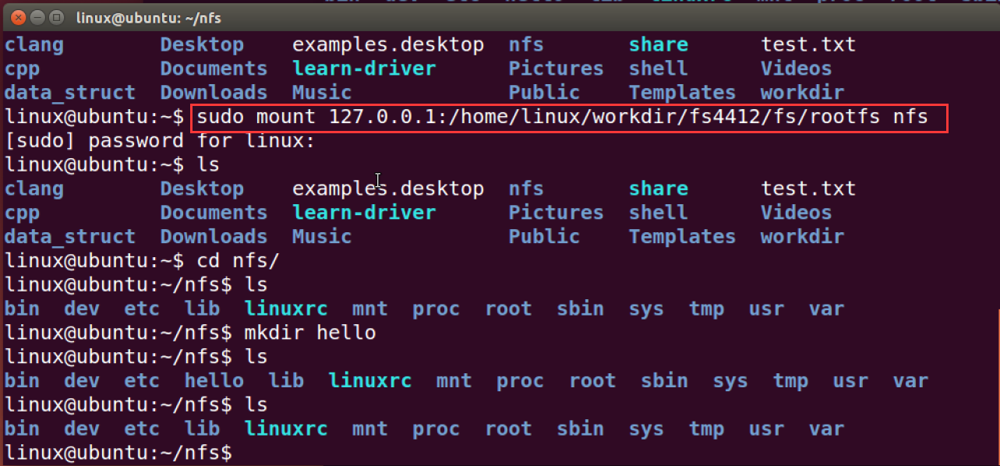 linux@ubuntu: ~/nfs
clang Desktop examples.desktop nfs share test.txt
cpp Documents learn-driver Pictures shell Videos
data_struct Downloads Music Public Templates workdir
linux@ubuntu:~$ sudo mount 127.0.0.1:/home/linux/workdir/fs4412/fs/rootfs nfs
[sudo] password for linux:
linux@ubuntu:~$ ls
clang Desktop examples.desktop nfs share test.txt
cpp Documents learn-driver Pictures shell Videos
data_struct Downloads Music Public Templates workdir
linux@ubuntu:~$ cd nfs/
linux@ubuntu:~/nfs$ ls
bin dev etc lib linuxrc mnt proc root sbin sys tmp usr var
linux@ubuntu:~/nfs$ mkdir hello
linux@ubuntu:~/nfs$ ls
bin dev etc hello lib linuxrc mnt proc root sbin sys tmp usr var
linux@ubuntu:~/nfs$ ls
bin dev etc lib linuxrc mnt proc root sbin sys tmp usr var
linux@ubuntu:~/nfs$